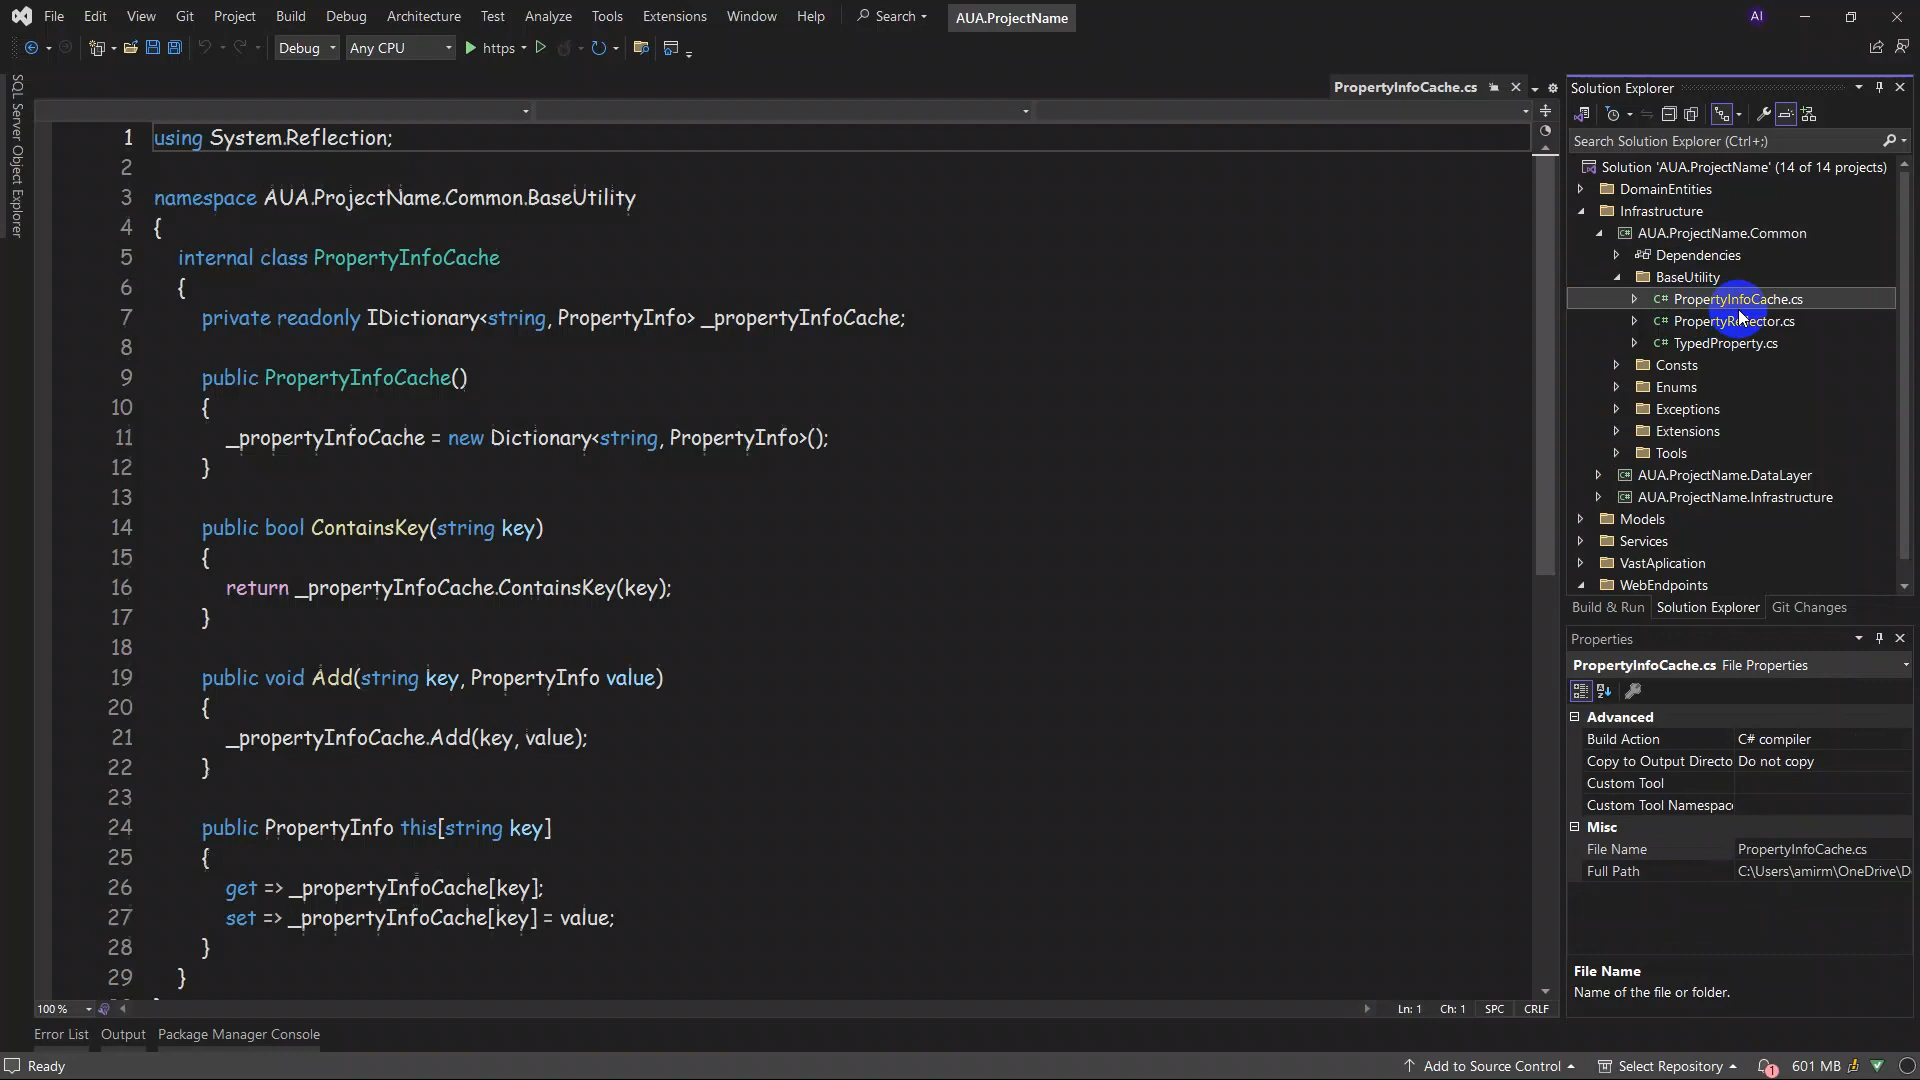 File Edit View Git Project Build Debug Architecture Test Analyze Tools Extensions Window Help Search AUA.ProjectName AI
Debug Any CPU https
SQL Server Object Explorer
PropertyInfoCache.cs
1 using System.Reflection;
2
3 namespace AUA.ProjectName.Common.BaseUtility
4 {
5 internal class PropertyInfoCache
6 {
7 private readonly IDictionary<string, PropertyInfo> _propertyInfoCache;
8
9 public PropertyInfoCache()
10 {
11 _propertyInfoCache = new Dictionary<string, PropertyInfo>();
12 }
13
14 public bool ContainsKey(string key)
15 {
16 return _propertyInfoCache.ContainsKey(key);
17 }
18
19 public void Add(string key, PropertyInfo value)
20 {
21 _propertyInfoCache.Add(key, value);
22 }
23
24 public PropertyInfo this[string key]
25 {
26 get => _propertyInfoCache[key];
27 set => _propertyInfoCache[key] = value;
28 }
29 }
100 % Ln: 1 Ch: 1 SPC CRLF
Error List Output Package Manager Console
Solution Explorer
Search Solution Explorer (Ctrl+;)
Solution 'AUA.ProjectName' (14 of 14 projects)
DomainEntities
Infrastructure
C# AUA.ProjectName.Common
Dependencies
BaseUtility
C# PropertyInfoCache.cs
C# PropertyReflector.cs
C# TypedProperty.cs
Consts
Enums
Exceptions
Extensions
Tools
C# AUA.ProjectName.DataLayer
C# AUA.ProjectName.Infrastructure
Models
Services
VastAplication
WebEndpoints
Build & Run Solution Explorer Git Changes
Properties
PropertyInfoCache.cs File Properties
Advanced
Build Action C# compiler
Copy to Output Directo Do not copy
Custom Tool
Custom Tool Namespac
Misc
File Name PropertyInfoCache.cs
Full Path C:\Users\amirm\OneDrive\D
File Name
Name of the file or folder.
Ready Add to Source Control Select Repository 1 601 MB